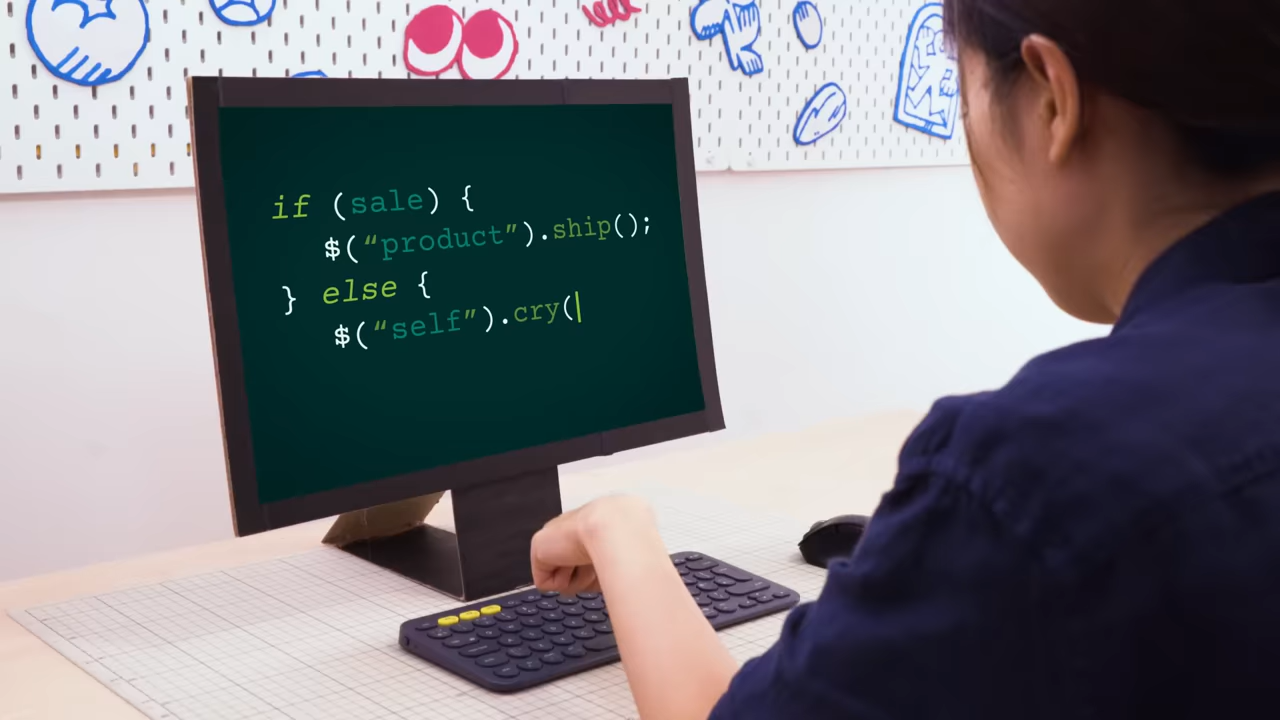 if (sale) {
$(“product”).ship();
} else {
$(“self”).cry(